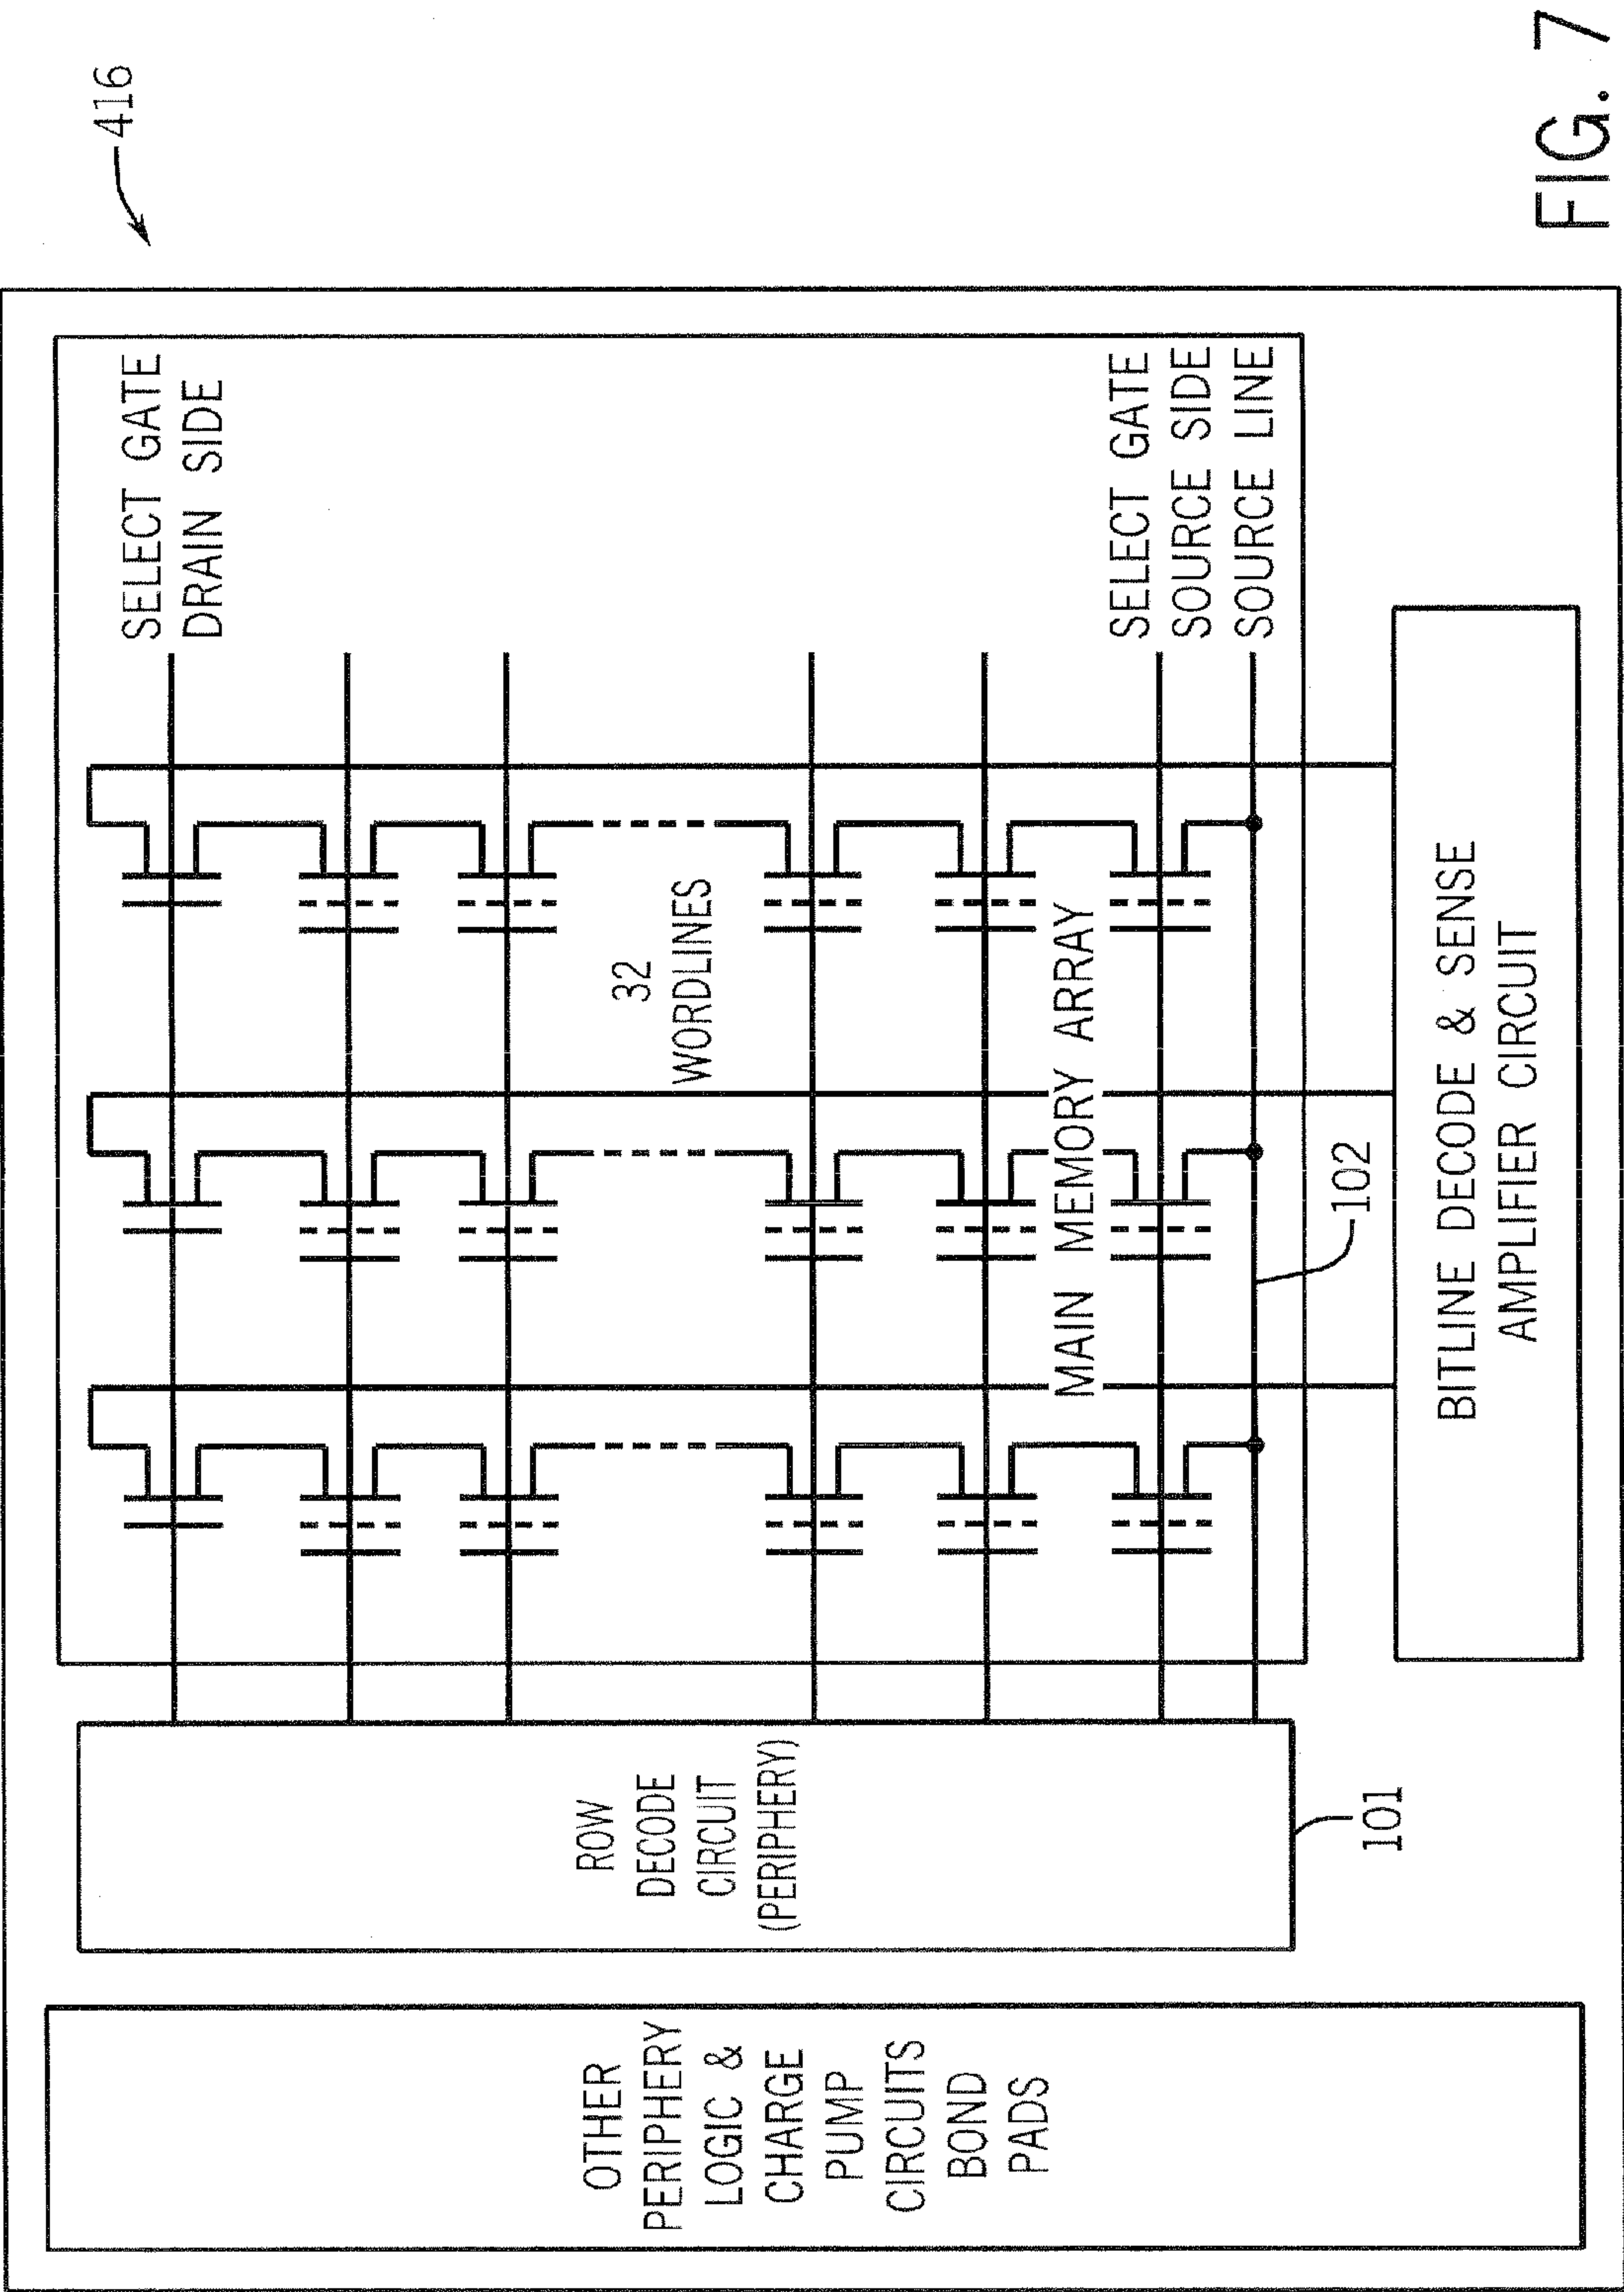 416
SELECT GATE
DRAIN SIDE
32
WORDLINES
MAIN MEMORY ARRAY
SELECT GATE
SOURCE SIDE
SOURCE LINE
102
OTHER
PERIPHERY
LOGIC &
CHARGE
PUMP
CIRCUITS
BOND
PADS
ROW
DECODE
CIRCUIT
(PERIPHERY)
101
BITLINE DECODE & SENSE
AMPLIFIER CIRCUIT
FIG. 7